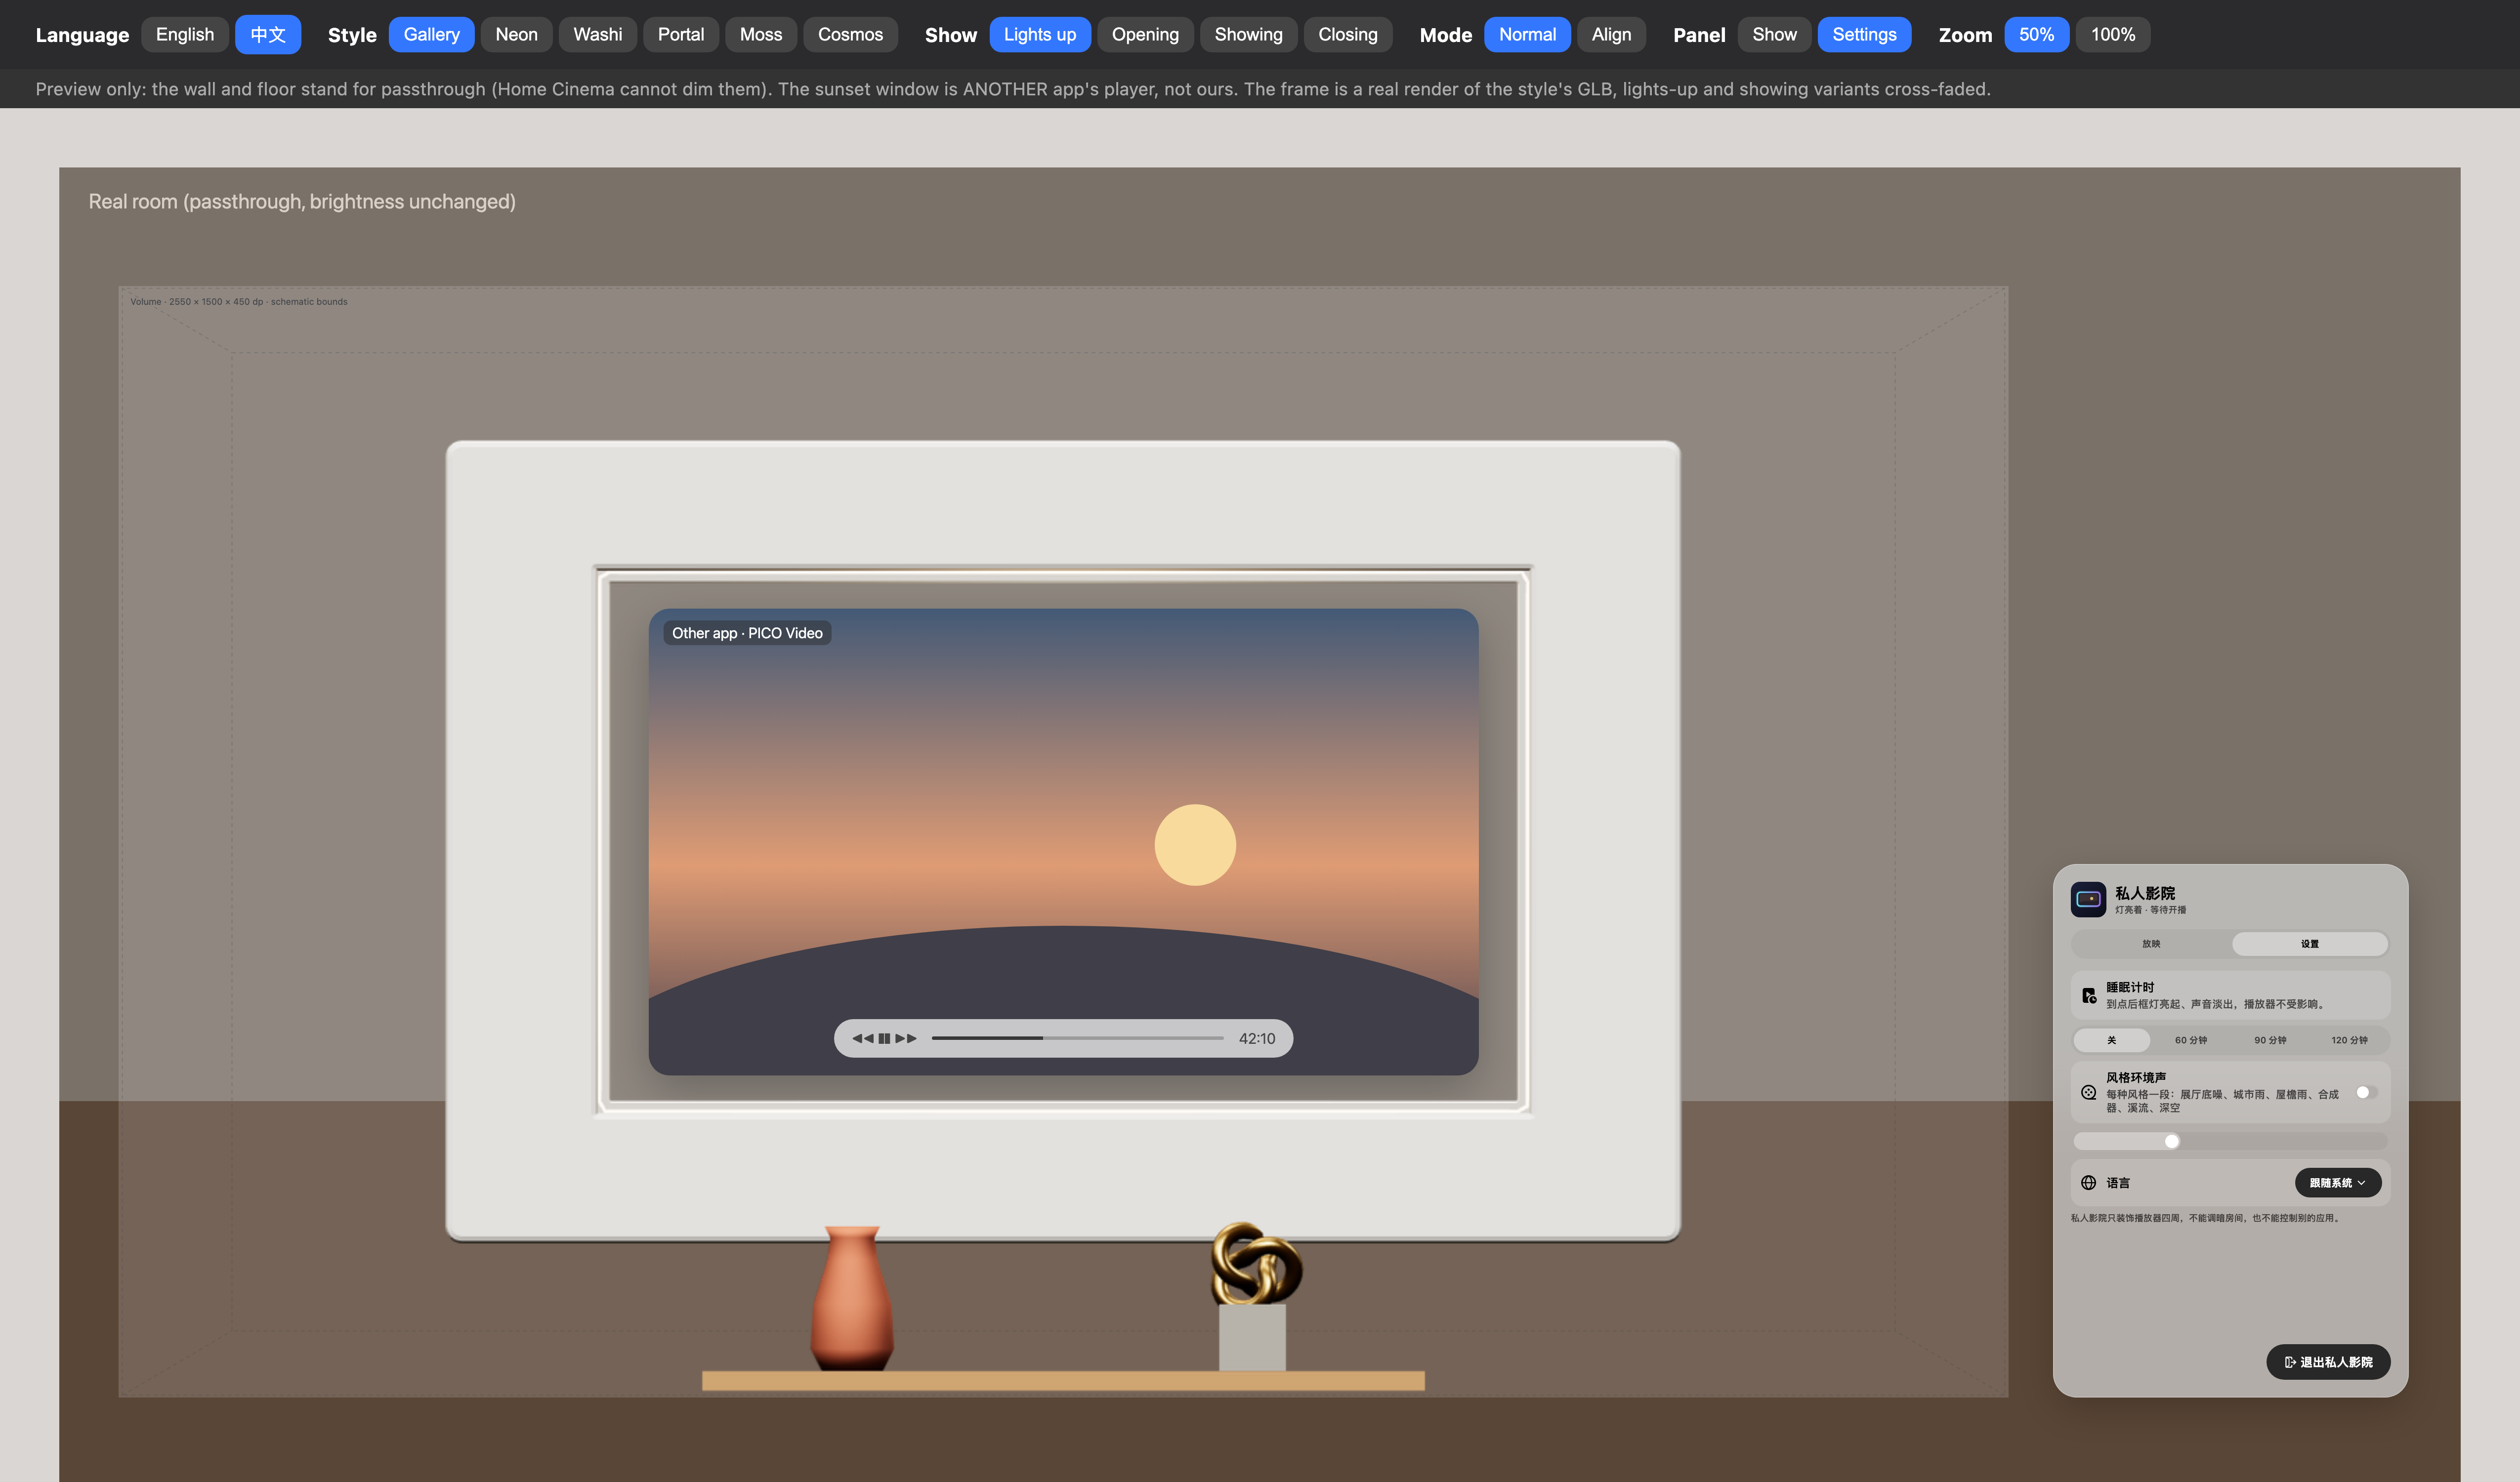 Language English 中文 Style Gallery Neon Washi Portal Moss Cosmos Show Lights up Opening Showing Closing Mode Normal Align Panel Show Settings Zoom 50% 100%
Preview only: the wall and floor stand for passthrough (Home Cinema cannot dim them). The sunset window is ANOTHER app's player, not ours. The frame is a real render of the style's GLB, lights-up and showing variants cross-faded.
Real room (passthrough, brightness unchanged)
Volume · 2550 × 1500 × 450 dp · schematic bounds
Other app · PICO Video
42:10
私人影院
灯亮着 · 等待开播
放映 设置
睡眠计时
到点后框灯亮起、声音淡出，播放器不受影响。
关 60 分钟 90 分钟 120 分钟
风格环境声
每种风格一段：展厅底噪、城市雨、屋檐雨、合成
器、溪流、深空
语言 跟随系统
私人影院只装饰播放器四周，不能调暗房间，也不能控制别的应用。
退出私人影院